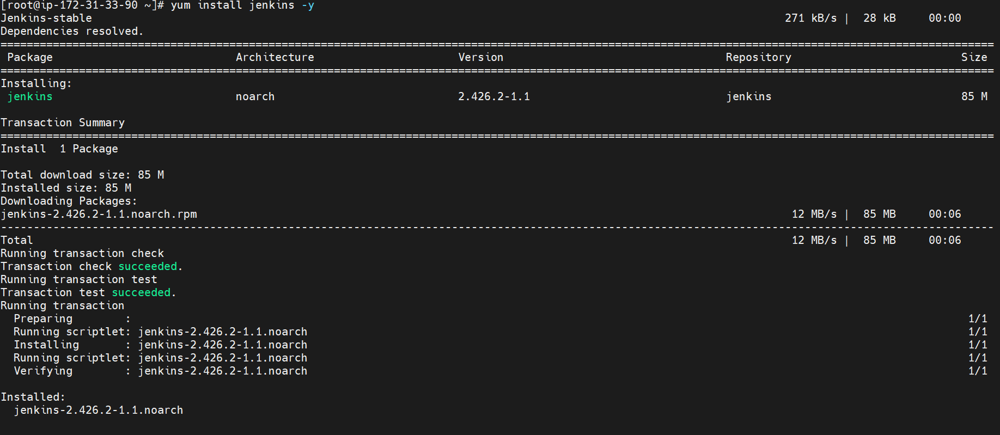 [root@ip-172-31-33-90 ~]# yum install jenkins -y
Jenkins-stable 271 kB/s | 28 kB 00:00
Dependencies resolved.
================================================================================
Package Architecture Version Repository Size
================================================================================
Installing:
jenkins noarch 2.426.2-1.1 jenkins 85 M
Transaction Summary
================================================================================
Install 1 Package
Total download size: 85 M
Installed size: 85 M
Downloading Packages:
jenkins-2.426.2-1.1.noarch.rpm 12 MB/s | 85 MB 00:06
--------------------------------------------------------------------------------
Total 12 MB/s | 85 MB 00:06
Running transaction check
Transaction check succeeded.
Running transaction test
Transaction test succeeded.
Running transaction
Preparing : 1/1
Running scriptlet: jenkins-2.426.2-1.1.noarch 1/1
Installing : jenkins-2.426.2-1.1.noarch 1/1
Running scriptlet: jenkins-2.426.2-1.1.noarch 1/1
Verifying : jenkins-2.426.2-1.1.noarch 1/1
Installed:
jenkins-2.426.2-1.1.noarch